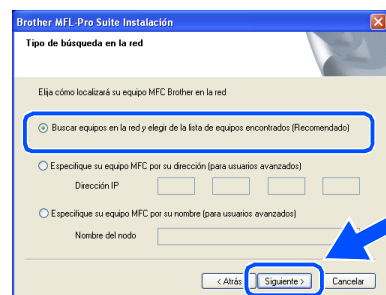 Brother MFL-Pro Suite Instalación
Tipo de búsqueda en la red
Elija cómo localizará su equipo MFC Brother en la red
Buscar equipos en la red y elegir de la lista de equipos encontrados (Recomendado)
Especifique su equipo MFC por su dirección (para usuarios avanzados)
Dirección IP
Especifique su equipo MFC por su nombre (para usuarios avanzados)
Nombre del nodo
< Atrás Siguiente > Cancelar